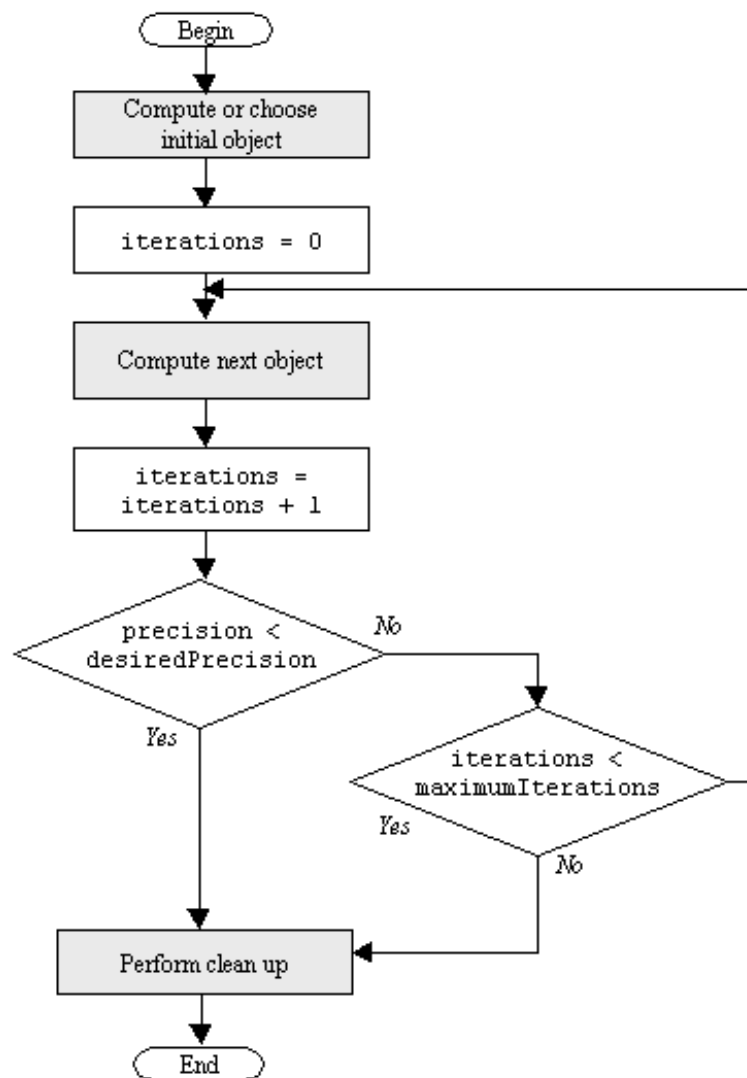 Begin
Compute or choose
initial object
iterations = 0
Compute next object
iterations =
iterations + 1
precision <
desiredPrecision
No
Yes
iterations <
maximumIterations
Yes
No
Perform clean up
End